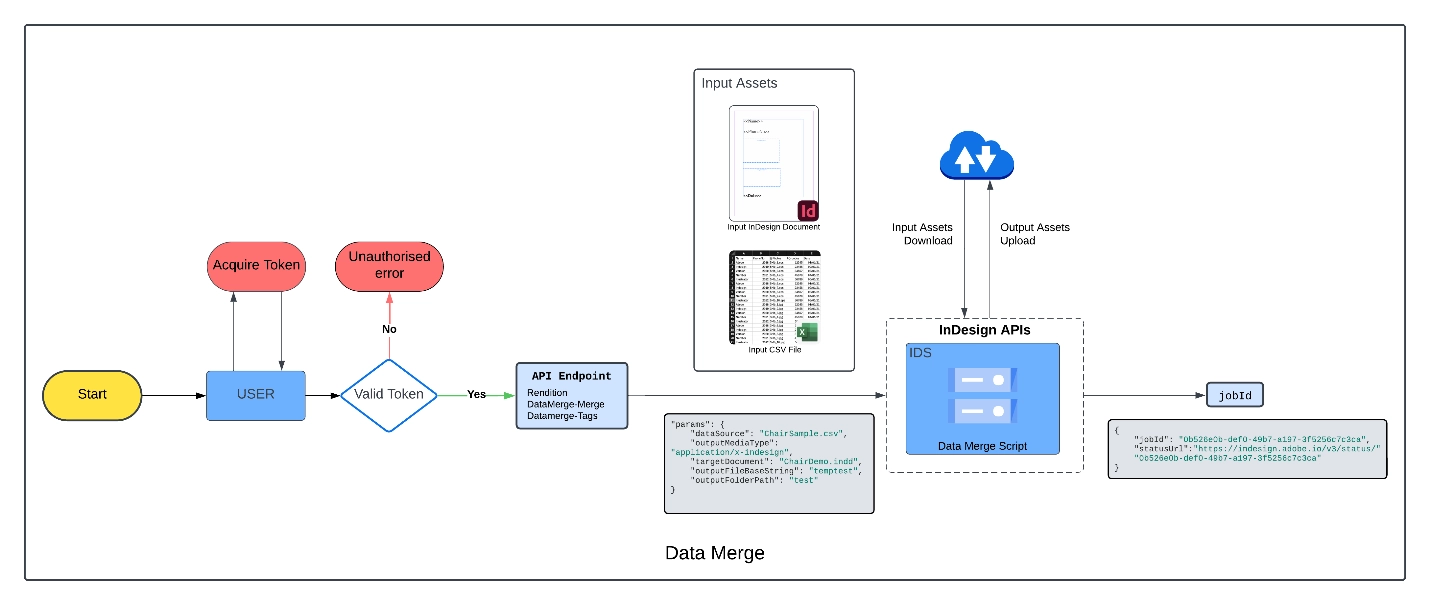 Input Assets
Id
Input InDesign Document
X
Input CSV File
Input Assets
Download
Output Assets
Upload
Acquire Token
Unauthorised
error
No
Start
USER
Valid Token
Yes
API Endpoint
Rendition
DataMerge-Merge
Datamerge-Tags
InDesign APIs
IDS
Data Merge Script
jobId
"params": {
"dataSource": "ChairSample.csv",
"outputMediaType":
"application/x-indesign",
"targetDocument": "ChairDemo.indd",
"outputFileBaseString": "temptest",
"outputFolderPath": "test"
}
{
"jobId": "0b526e0b-def0-49b7-a197-3f5256c7c3ca",
"statusUrl":"https://indesign.adobe.io/v3/status/"
"0b526e0b-def0-49b7-a197-3f5256c7c3ca"
}
Data Merge